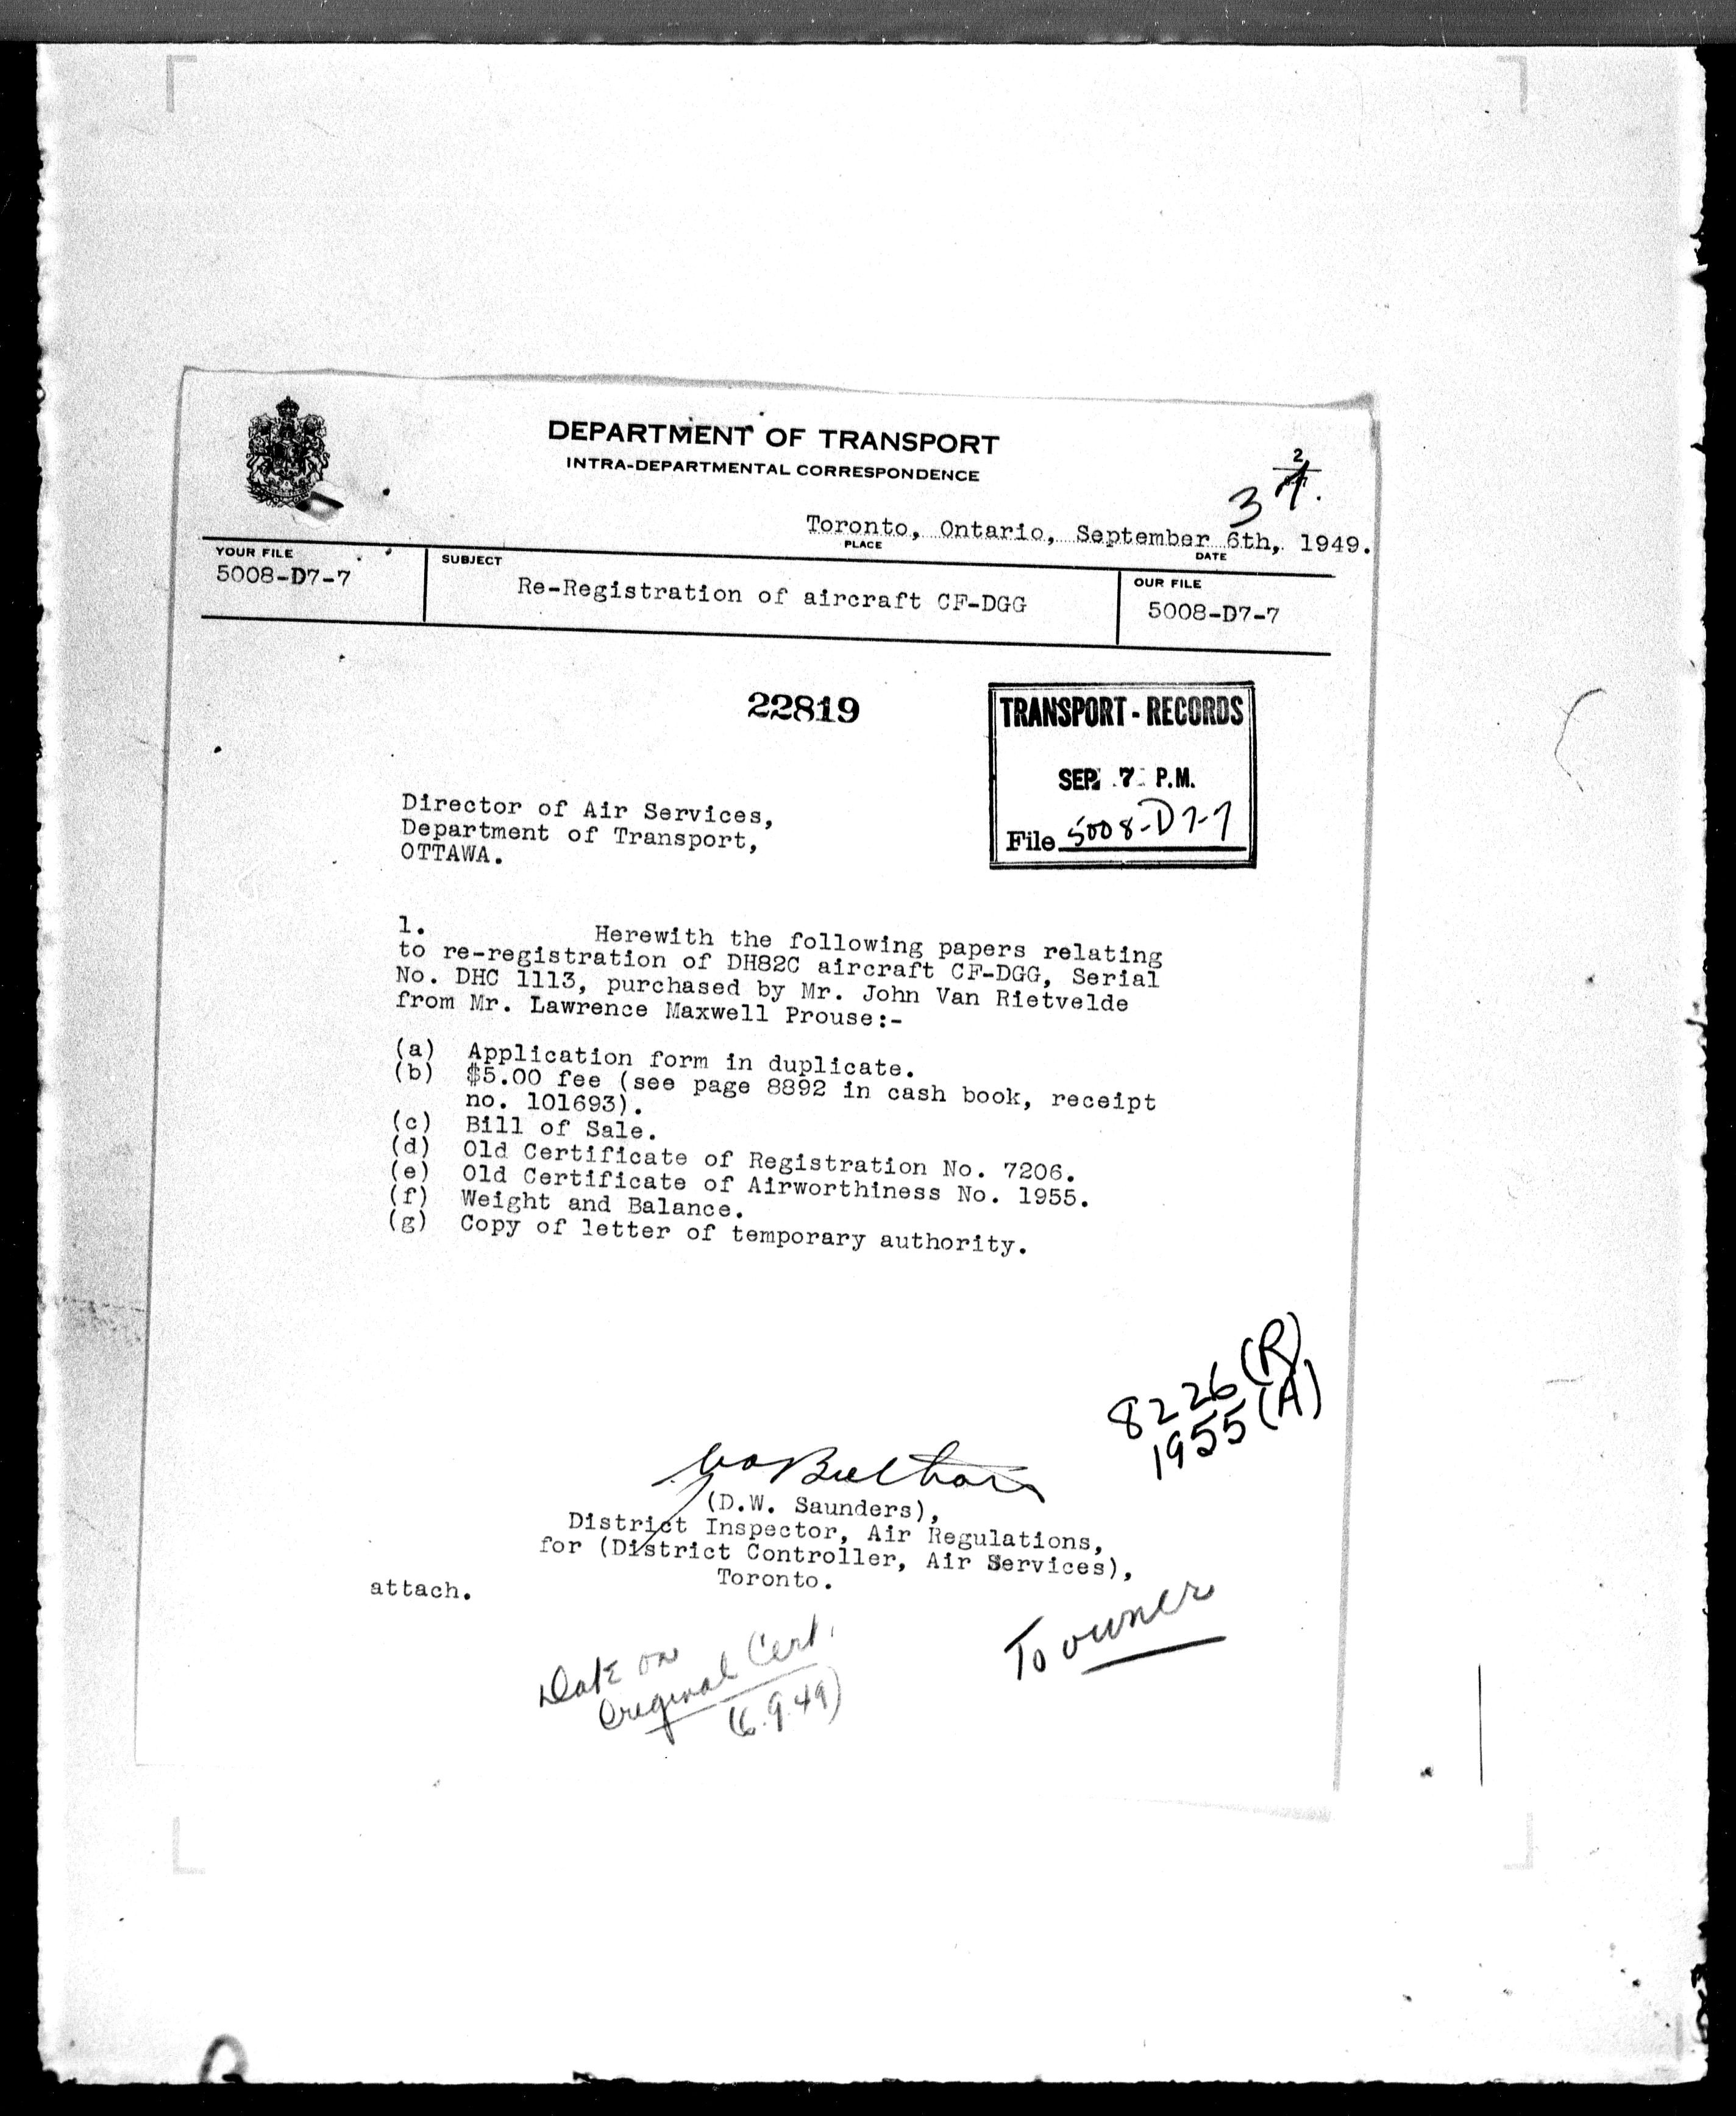 DEPARTMENT OF TRANSPORT
INTRA-DEPARTMENTAL CORRESPONDENCE
2
3
Toronto, Ontario, September 6th, 1949.
PLACE DATE
YOUR FILE
5008-D7-7
SUBJECT
Re-Registration of aircraft CF-DGG
OUR FILE
5008-D7-7
22819
TRANSPORT - RECORDS
SEP. 7 P.M.
File 5008-D7-7
Director of Air Services,
Department of Transport,
OTTAWA.
1. Herewith the following papers relating
to re-registration of DH82C aircraft CF-DGG, Serial
No. DHC 1113, purchased by Mr. John Van Rietvelde
from Mr. Lawrence Maxwell Prouse:-
(a) Application form in duplicate.
(b) $5.00 fee (see page 8892 in cash book, receipt
no. 101693).
(c) Bill of Sale.
(d) Old Certificate of Registration No. 7206.
(e) Old Certificate of Airworthiness No. 1955.
(f) Weight and Balance.
(g) Copy of letter of temporary authority.
8226 (R)
1955 (A)
(D.W. Saunders),
District Inspector, Air Regulations,
for (District Controller, Air Services),
Toronto.
attach.
To owner
Date on
Original Cert.
(6.9.49)